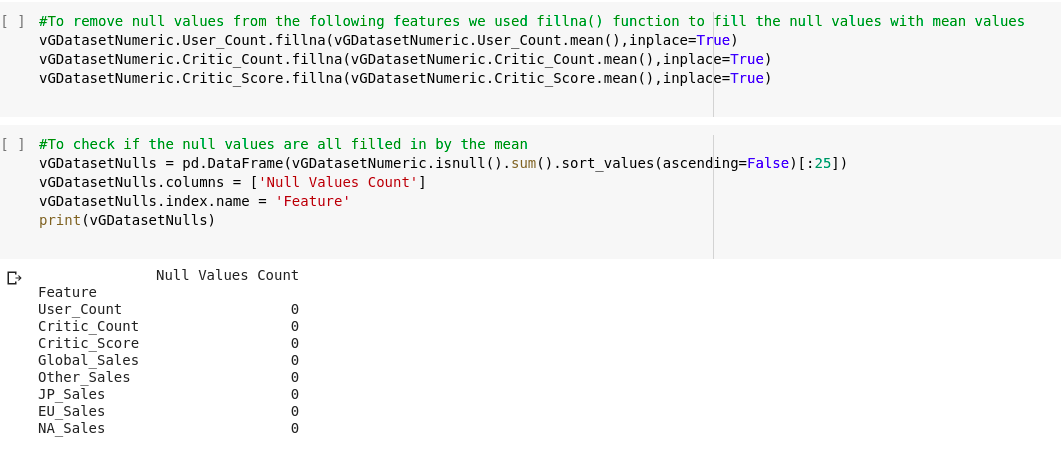 [ ] #To remove null values from the following features we used fillna() function to fill the null values with mean values
vGDatasetNumeric.User_Count.fillna(vGDatasetNumeric.User_Count.mean(),inplace=True)
vGDatasetNumeric.Critic_Count.fillna(vGDatasetNumeric.Critic_Count.mean(),inplace=True)
vGDatasetNumeric.Critic_Score.fillna(vGDatasetNumeric.Critic_Score.mean(),inplace=True)
[ ] #To check if the null values are all filled in by the mean
vGDatasetNulls = pd.DataFrame(vGDatasetNumeric.isnull().sum().sort_values(ascending=False)[:25])
vGDatasetNulls.columns = ['Null Values Count']
vGDatasetNulls.index.name = 'Feature'
print(vGDatasetNulls)
Null Values Count
Feature
User_Count 0
Critic_Count 0
Critic_Score 0
Global_Sales 0
Other_Sales 0
JP_Sales 0
EU_Sales 0
NA_Sales 0